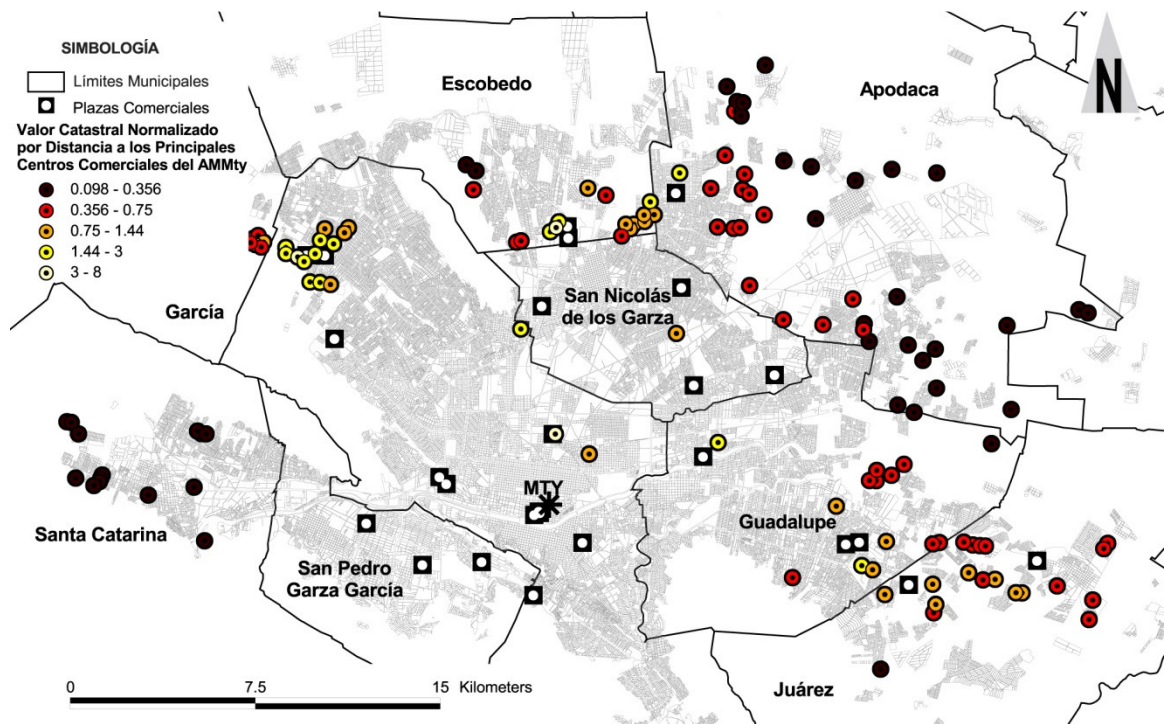 SIMBOLOGÍA
Límites Municipales
Plazas Comerciales
Valor Catastral Normalizado
por Distancia a los Principales
Centros Comerciales del AMMty
0.098 - 0.356
0.356 - 0.75
0.75 - 1.44
1.44 - 3
3 - 8
Escobedo
Apodaca
N
García
San Nicolás
de los Garza
MTY
Santa Catarina
San Pedro
Garza García
Guadalupe
Juárez
0
7.5
15 Kilometers